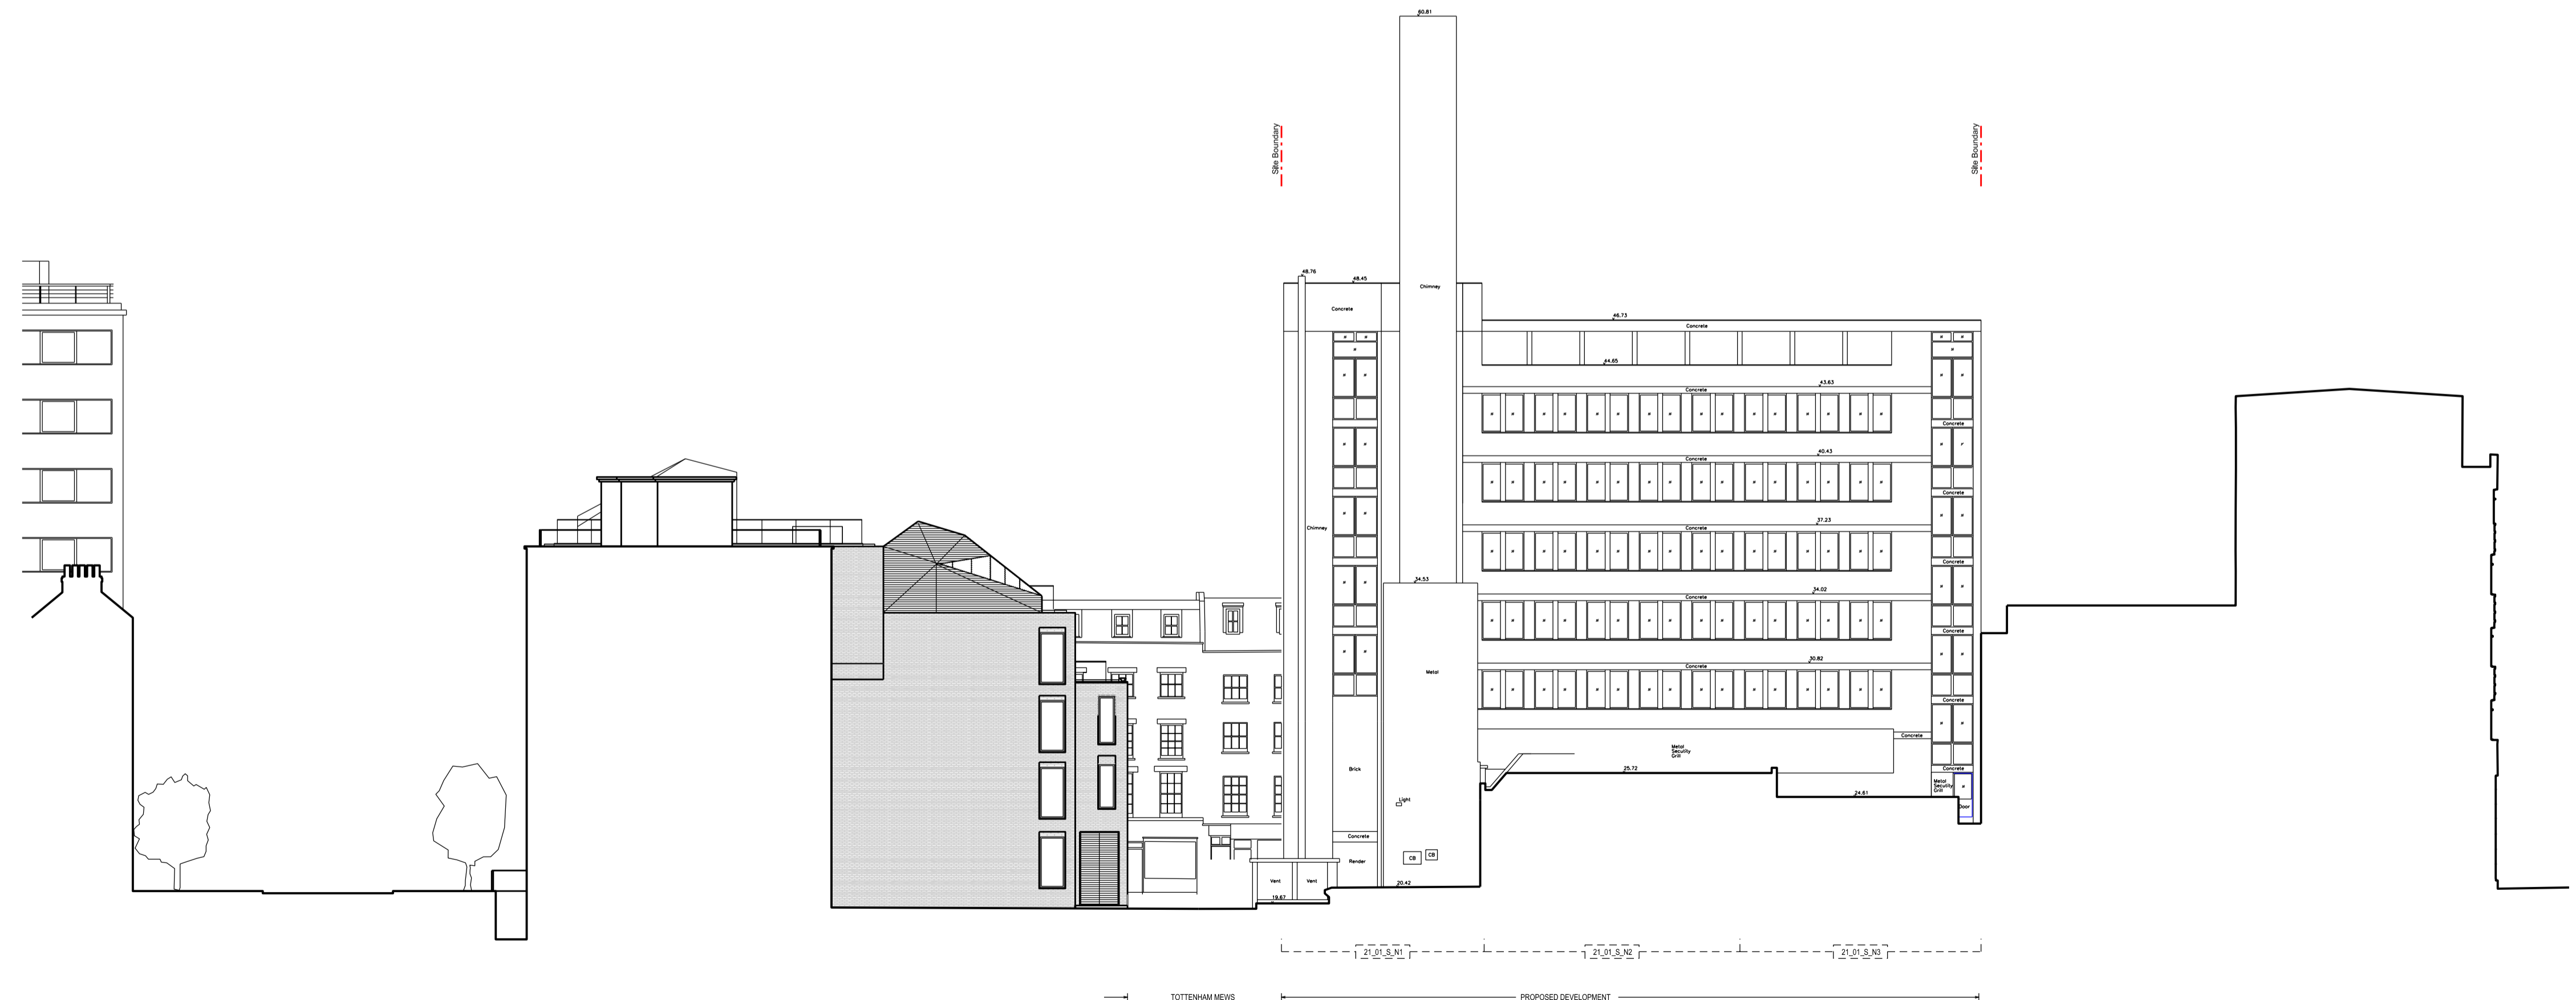 60.81
Site Boundary
Site Boundary
48.76
48.45
Chimney
Concrete
46.73
Concrete
44.65
43.63
Concrete
Concrete
40.43
Concrete
Concrete
37.23
Chimney
Concrete
Concrete
34.53
34.02
Concrete
Concrete
30.82
Concrete
Metal
Concrete
Concrete
Metal
Secutity
Grill
Brick
25.72
Concrete
Metal
Secutity
Grill
24.61
Light
Door
Concrete
CB
CB
Render
Vent
Vent
20.42
19.67
21_01_S_N1
21_01_S_N2
21_01_S_N3
TOTTENHAM MEWS
PROPOSED DEVELOPMENT